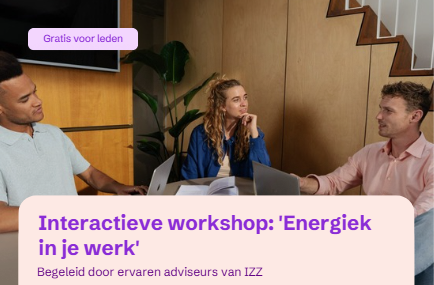 Gratis voor leden
Interactieve workshop: 'Energiek
in je werk'
Begeleid door ervaren adviseurs van IZZ